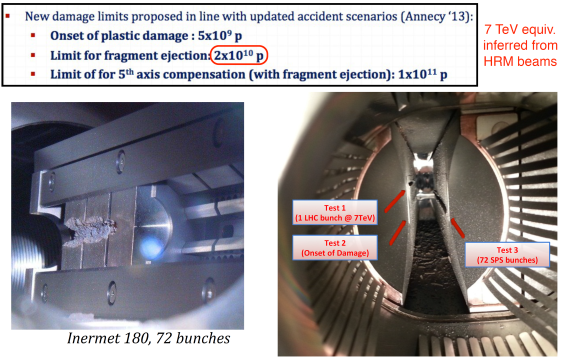 New damage limits proposed in line with updated accident scenarios (Annecy '13):
Onset of plastic damage : 5x10⁹ p
Limit for fragment ejection: 2x10¹⁰ p
Limit of for 5ᵗʰ axis compensation (with fragment ejection): 1x10¹¹ p
7 TeV equiv.
inferred from
HRM beams
Test 1
(1 LHC bunch @ 7TeV)
Test 2
(Onset of Damage)
Test 3
(72 SPS bunches)
Inermet 180, 72 bunches